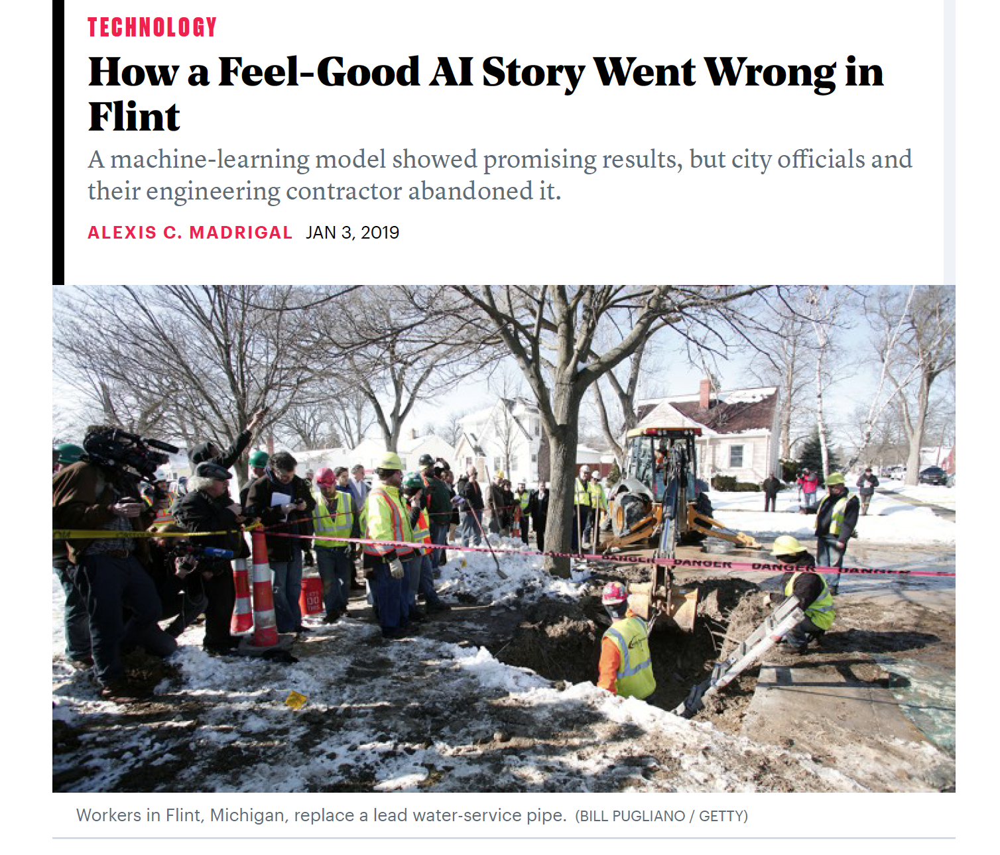 TECHNOLOGY
How a Feel-Good AI Story Went Wrong in
Flint
A machine-learning model showed promising results, but city officials and
their engineering contractor abandoned it.
ALEXIS C. MADRIGAL JAN 3, 2019
DANGER DANGER DANGER DANGER
Workers in Flint, Michigan, replace a lead water-service pipe. (BILL PUGLIANO / GETTY)